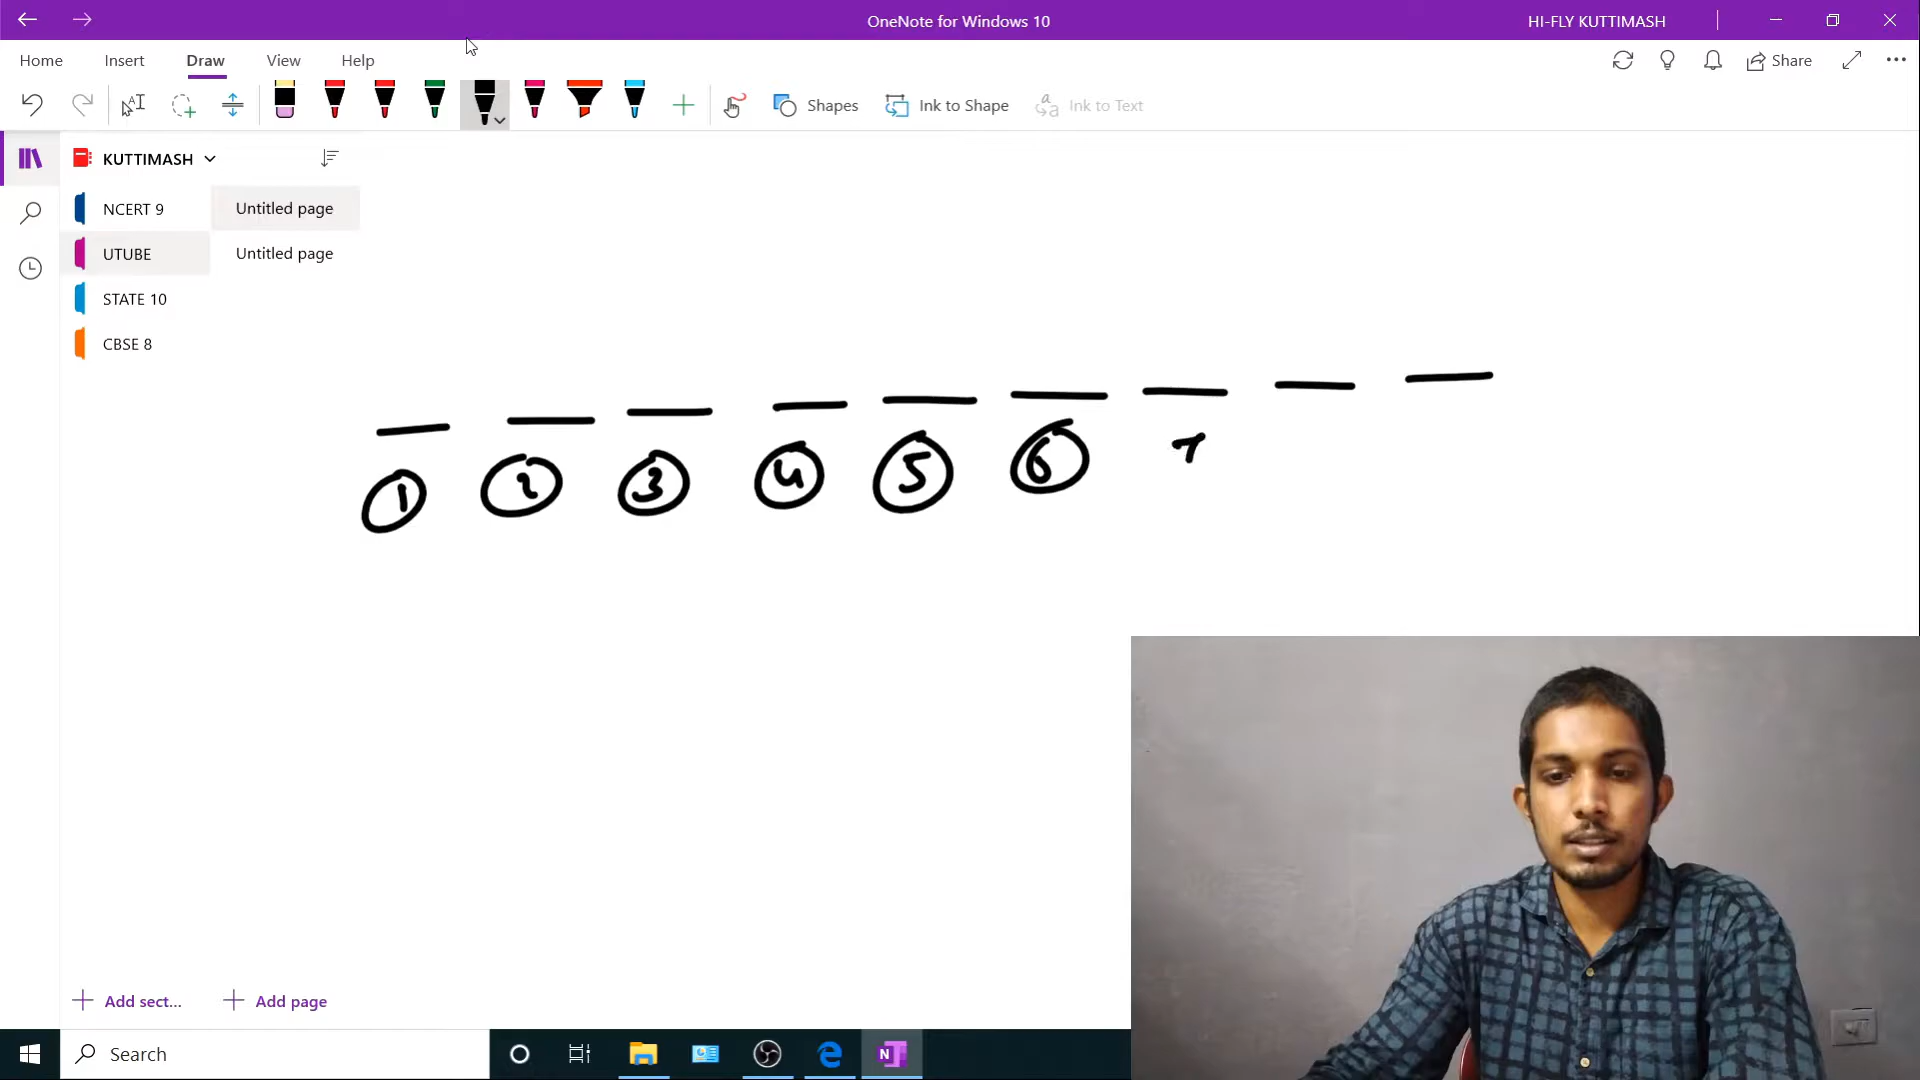 OneNote for Windows 10
HI-FLY KUTTIMASH
Home
Insert
Draw
View
Help
Share
Shapes
Ink to Shape
Ink to Text
KUTTIMASH
NCERT 9
Untitled page
UTUBE
Untitled page
STATE 10
CBSE 8
1 2 3 4 5 6 7
Add sect...
Add page
Search